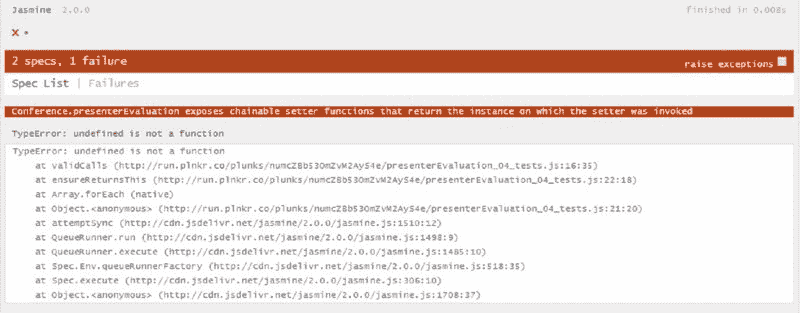 Jasmine 2.0.0 finished in 0.008s
x •
2 specs, 1 failure raise exceptions
Spec List | Failures
Conference.presenterEvaluation exposes chainable setter functions that return the instance on which the setter was invoked
TypeError: undefined is not a function
TypeError: undefined is not a function
at validCalls (http://run.plnkr.co/plunks/numcZBb53OmZvM2AyS4e/presenterEvaluation_04_tests.js:16:35)
at ensureReturnsThis (http://run.plnkr.co/plunks/numcZBb53OmZvM2AyS4e/presenterEvaluation_04_tests.js:22:18)
at Array.forEach (native)
at Object.<anonymous> (http://run.plnkr.co/plunks/numcZBb53OmZvM2AyS4e/presenterEvaluation_04_tests.js:21:20)
at attemptSync (http://cdn.jsdelivr.net/jasmine/2.0.0/jasmine.js:1510:12)
at QueueRunner.run (http://cdn.jsdelivr.net/jasmine/2.0.0/jasmine.js:1498:9)
at QueueRunner.execute (http://cdn.jsdelivr.net/jasmine/2.0.0/jasmine.js:1485:10)
at Spec.Env.queueRunnerFactory (http://cdn.jsdelivr.net/jasmine/2.0.0/jasmine.js:518:35)
at Spec.execute (http://cdn.jsdelivr.net/jasmine/2.0.0/jasmine.js:306:10)
at Object.<anonymous> (http://cdn.jsdelivr.net/jasmine/2.0.0/jasmine.js:1708:37)